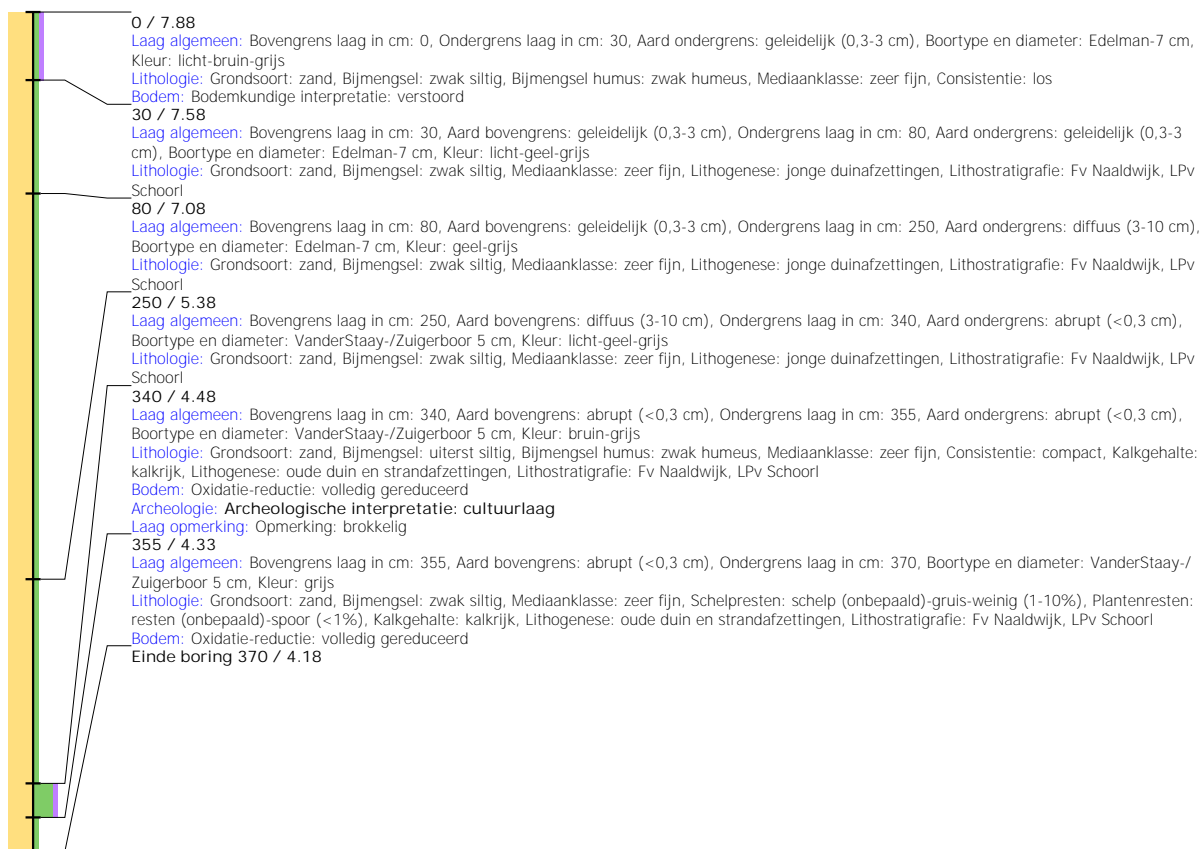 0 / 7.88
Laag algemeen: Bovengrens laag in cm: 0, Ondergrens laag in cm: 30, Aard ondergrens: geleidelijk (0,3-3 cm), Boortype en diameter: Edelman-7 cm,
Kleur: licht-bruin-grijs
Lithologie: Grondsoort: zand, Bijmengsel: zwak siltig, Bijmengsel humus: zwak humeus, Mediaanklasse: zeer fijn, Consistentie: los
Bodem: Bodemkundige interpretatie: verstoord
30 / 7.58
Laag algemeen: Bovengrens laag in cm: 30, Aard bovengrens: geleidelijk (0,3-3 cm), Ondergrens laag in cm: 80, Aard ondergrens: geleidelijk (0,3-3
cm), Boortype en diameter: Edelman-7 cm, Kleur: licht-geel-grijs
Lithologie: Grondsoort: zand, Bijmengsel: zwak siltig, Mediaanklasse: zeer fijn, Lithogenese: jonge duinafzettingen, Lithostratigrafie: Fv Naaldwijk, LPv
Schoorl
80 / 7.08
Laag algemeen: Bovengrens laag in cm: 80, Aard bovengrens: geleidelijk (0,3-3 cm), Ondergrens laag in cm: 250, Aard ondergrens: diffuus (3-10 cm),
Boortype en diameter: Edelman-7 cm, Kleur: geel-grijs
Lithologie: Grondsoort: zand, Bijmengsel: zwak siltig, Mediaanklasse: zeer fijn, Lithogenese: jonge duinafzettingen, Lithostratigrafie: Fv Naaldwijk, LPv
Schoorl
250 / 5.38
Laag algemeen: Bovengrens laag in cm: 250, Aard bovengrens: diffuus (3-10 cm), Ondergrens laag in cm: 340, Aard ondergrens: abrupt (<0,3 cm),
Boortype en diameter: VanderStaay-/Zuigerboor 5 cm, Kleur: licht-geel-grijs
Lithologie: Grondsoort: zand, Bijmengsel: zwak siltig, Mediaanklasse: zeer fijn, Lithogenese: jonge duinafzettingen, Lithostratigrafie: Fv Naaldwijk, LPv
Schoorl
340 / 4.48
Laag algemeen: Bovengrens laag in cm: 340, Aard bovengrens: abrupt (<0,3 cm), Ondergrens laag in cm: 355, Aard ondergrens: abrupt (<0,3 cm),
Boortype en diameter: VanderStaay-/Zuigerboor 5 cm, Kleur: bruin-grijs
Lithologie: Grondsoort: zand, Bijmengsel: uiterst siltig, Bijmengsel humus: zwak humeus, Mediaanklasse: zeer fijn, Consistentie: compact, Kalkgehalte:
kalkrijk, Lithogenese: oude duin en strandafzettingen, Lithostratigrafie: Fv Naaldwijk, LPv Schoorl
Bodem: Oxidatie-reductie: volledig gereduceerd
Archeologie: Archeologische interpretatie: cultuurlaag
Laag opmerking: Opmerking: brokkelig
355 / 4.33
Laag algemeen: Bovengrens laag in cm: 355, Aard bovengrens: abrupt (<0,3 cm), Ondergrens laag in cm: 370, Boortype en diameter: VanderStaay-/
Zuigerboor 5 cm, Kleur: grijs
Lithologie: Grondsoort: zand, Bijmengsel: zwak siltig, Mediaanklasse: zeer fijn, Schelpresten: schelp (onbepaald)-gruis-weinig (1-10%), Plantenresten:
resten (onbepaald)-spoor (<1%), Kalkgehalte: kalkrijk, Lithogenese: oude duin en strandafzettingen, Lithostratigrafie: Fv Naaldwijk, LPv Schoorl
Bodem: Oxidatie-reductie: volledig gereduceerd
Einde boring 370 / 4.18